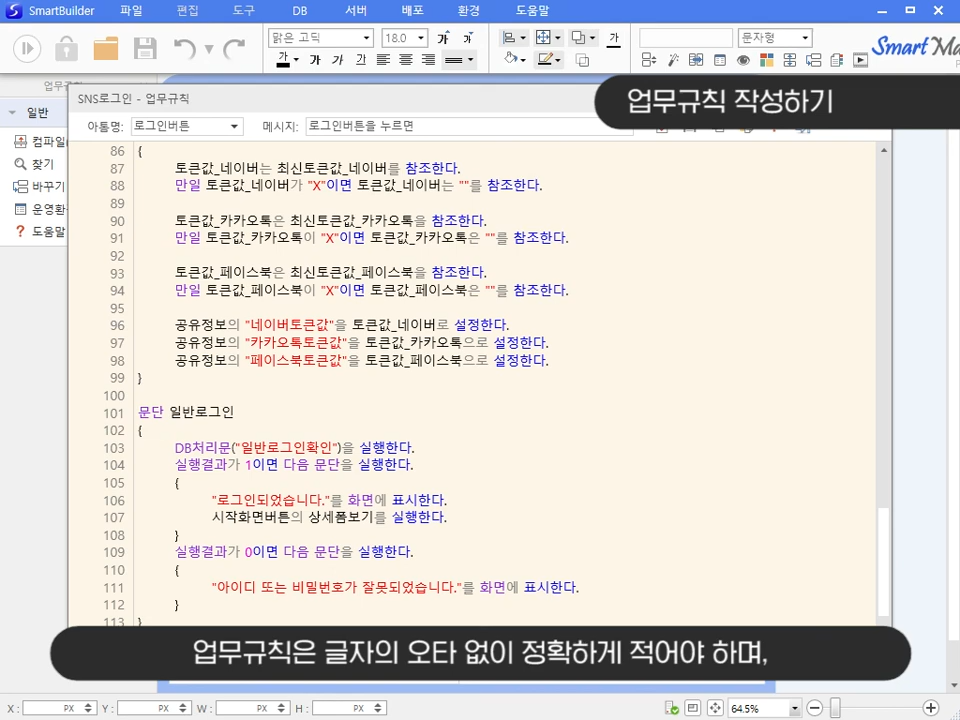 SmartBuilder 파일 편집 도구 DB 서버 배포 환경 도움말
맑은 고딕 18.0 가 가 가 문자형
가 가 가 가
SmartMa
업무규칙 작성하기
일반
컴파일
찾기
바꾸기
운영환
도움말
SNS로그인 - 업무규칙
아톰명: 로그인버튼 메시지: 로그인버튼을 누르면
86 {
87 토큰값_네이버는 최신토큰값_네이버를 참조한다.
88 만일 토큰값_네이버가 "X"이면 토큰값_네이버는 ""를 참조한다.
89
90 토큰값_카카오톡은 최신토큰값_카카오톡을 참조한다.
91 만일 토큰값_카카오톡이 "X"이면 토큰값_카카오톡은 ""를 참조한다.
92
93 토큰값_페이스북은 최신토큰값_페이스북을 참조한다.
94 만일 토큰값_페이스북이 "X"이면 토큰값_페이스북은 ""를 참조한다.
95
96 공유정보의 "네이버토큰값"을 토큰값_네이버로 설정한다.
97 공유정보의 "카카오톡토큰값"을 토큰값_카카오톡으로 설정한다.
98 공유정보의 "페이스북토큰값"을 토큰값_페이스북으로 설정한다.
99 }
100
101 문단 일반로그인
102 {
103 DB처리문("일반로그인확인")을 실행한다.
104 실행결과가 1이면 다음 문단을 실행한다.
105 {
106 "로그인되었습니다."를 화면에 표시한다.
107 시작화면버튼의 상세폼보기를 실행한다.
108 }
109 실행결과가 0이면 다음 문단을 실행한다.
110 {
111 "아이디 또는 비밀번호가 잘못되었습니다."를 화면에 표시한다.
112 }
113 }
업무규칙은 글자의 오타 없이 정확하게 적어야 하며,
X : PX Y : PX W : PX H : PX 64.5%